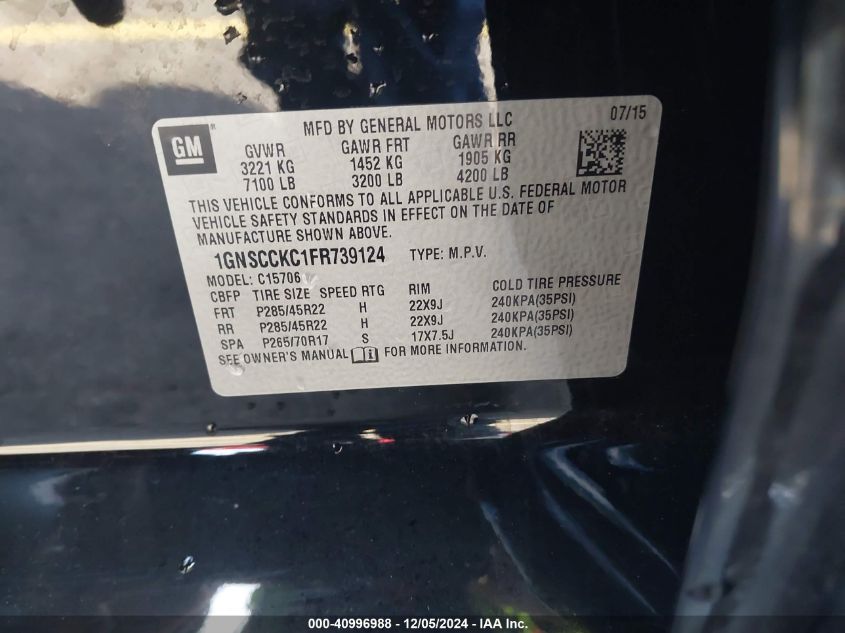 GM
MFD BY GENERAL MOTORS LLC 07/15
GVWR GAWR FRT GAWR RR
3221 KG 1452 KG 1905 KG
7100 LB 3200 LB 4200 LB
THIS VEHICLE CONFORMS TO ALL APPLICABLE U.S. FEDERAL MOTOR
VEHICLE SAFETY STANDARDS IN EFFECT ON THE DATE OF
MANUFACTURE SHOWN ABOVE.
1GNSCCKC1FR739124 TYPE: M.P.V.
MODEL: C15706
CBFP TIRE SIZE SPEED RTG RIM COLD TIRE PRESSURE
FRT P285/45R22 H 22X9J 240KPA(35PSI)
RR P285/45R22 H 22X9J 240KPA(35PSI)
SPA P265/70R17 S 17X7.5J 240KPA(35PSI)
SEE OWNER'S MANUAL FOR MORE INFORMATION.
000-40996988 - 12/05/2024 - IAA Inc.